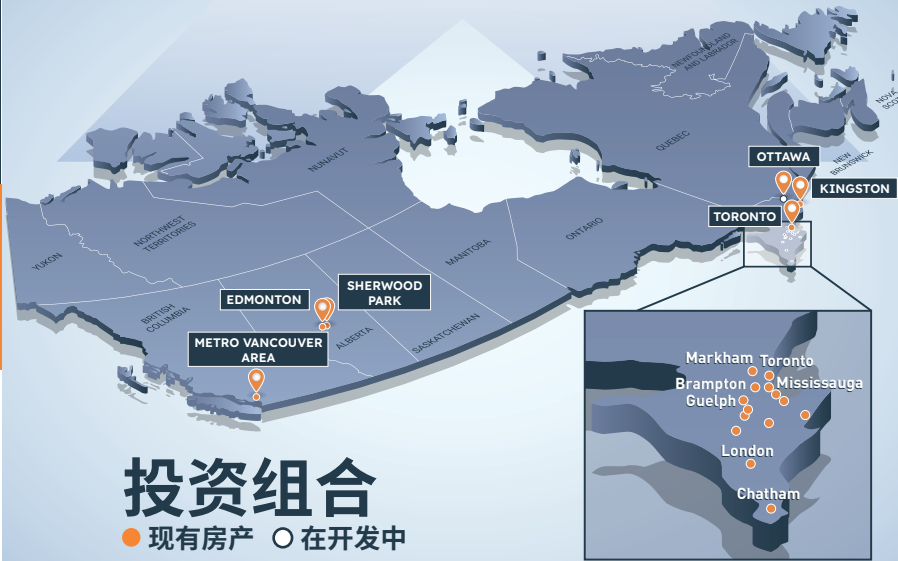 NEWFOUNDLAND
AND LABRADOR
NOVA
QUEBEC
NEW
BRUNSWICK
OTTAWA
KINGSTON
TORONTO
NUNAVUT
NORTHWEST
TERRITORIES
YUKON
ONTARIO
MANITOBA
BRITISH
COLUMBIA
EDMONTON
SHERWOOD
PARK
ALBERTA
SASKATCHEWAN
METRO VANCOUVER
AREA
Markham
Toronto
Brampton
Mississauga
Guelph
London
Chatham
投资组合
现有房产
在开发中